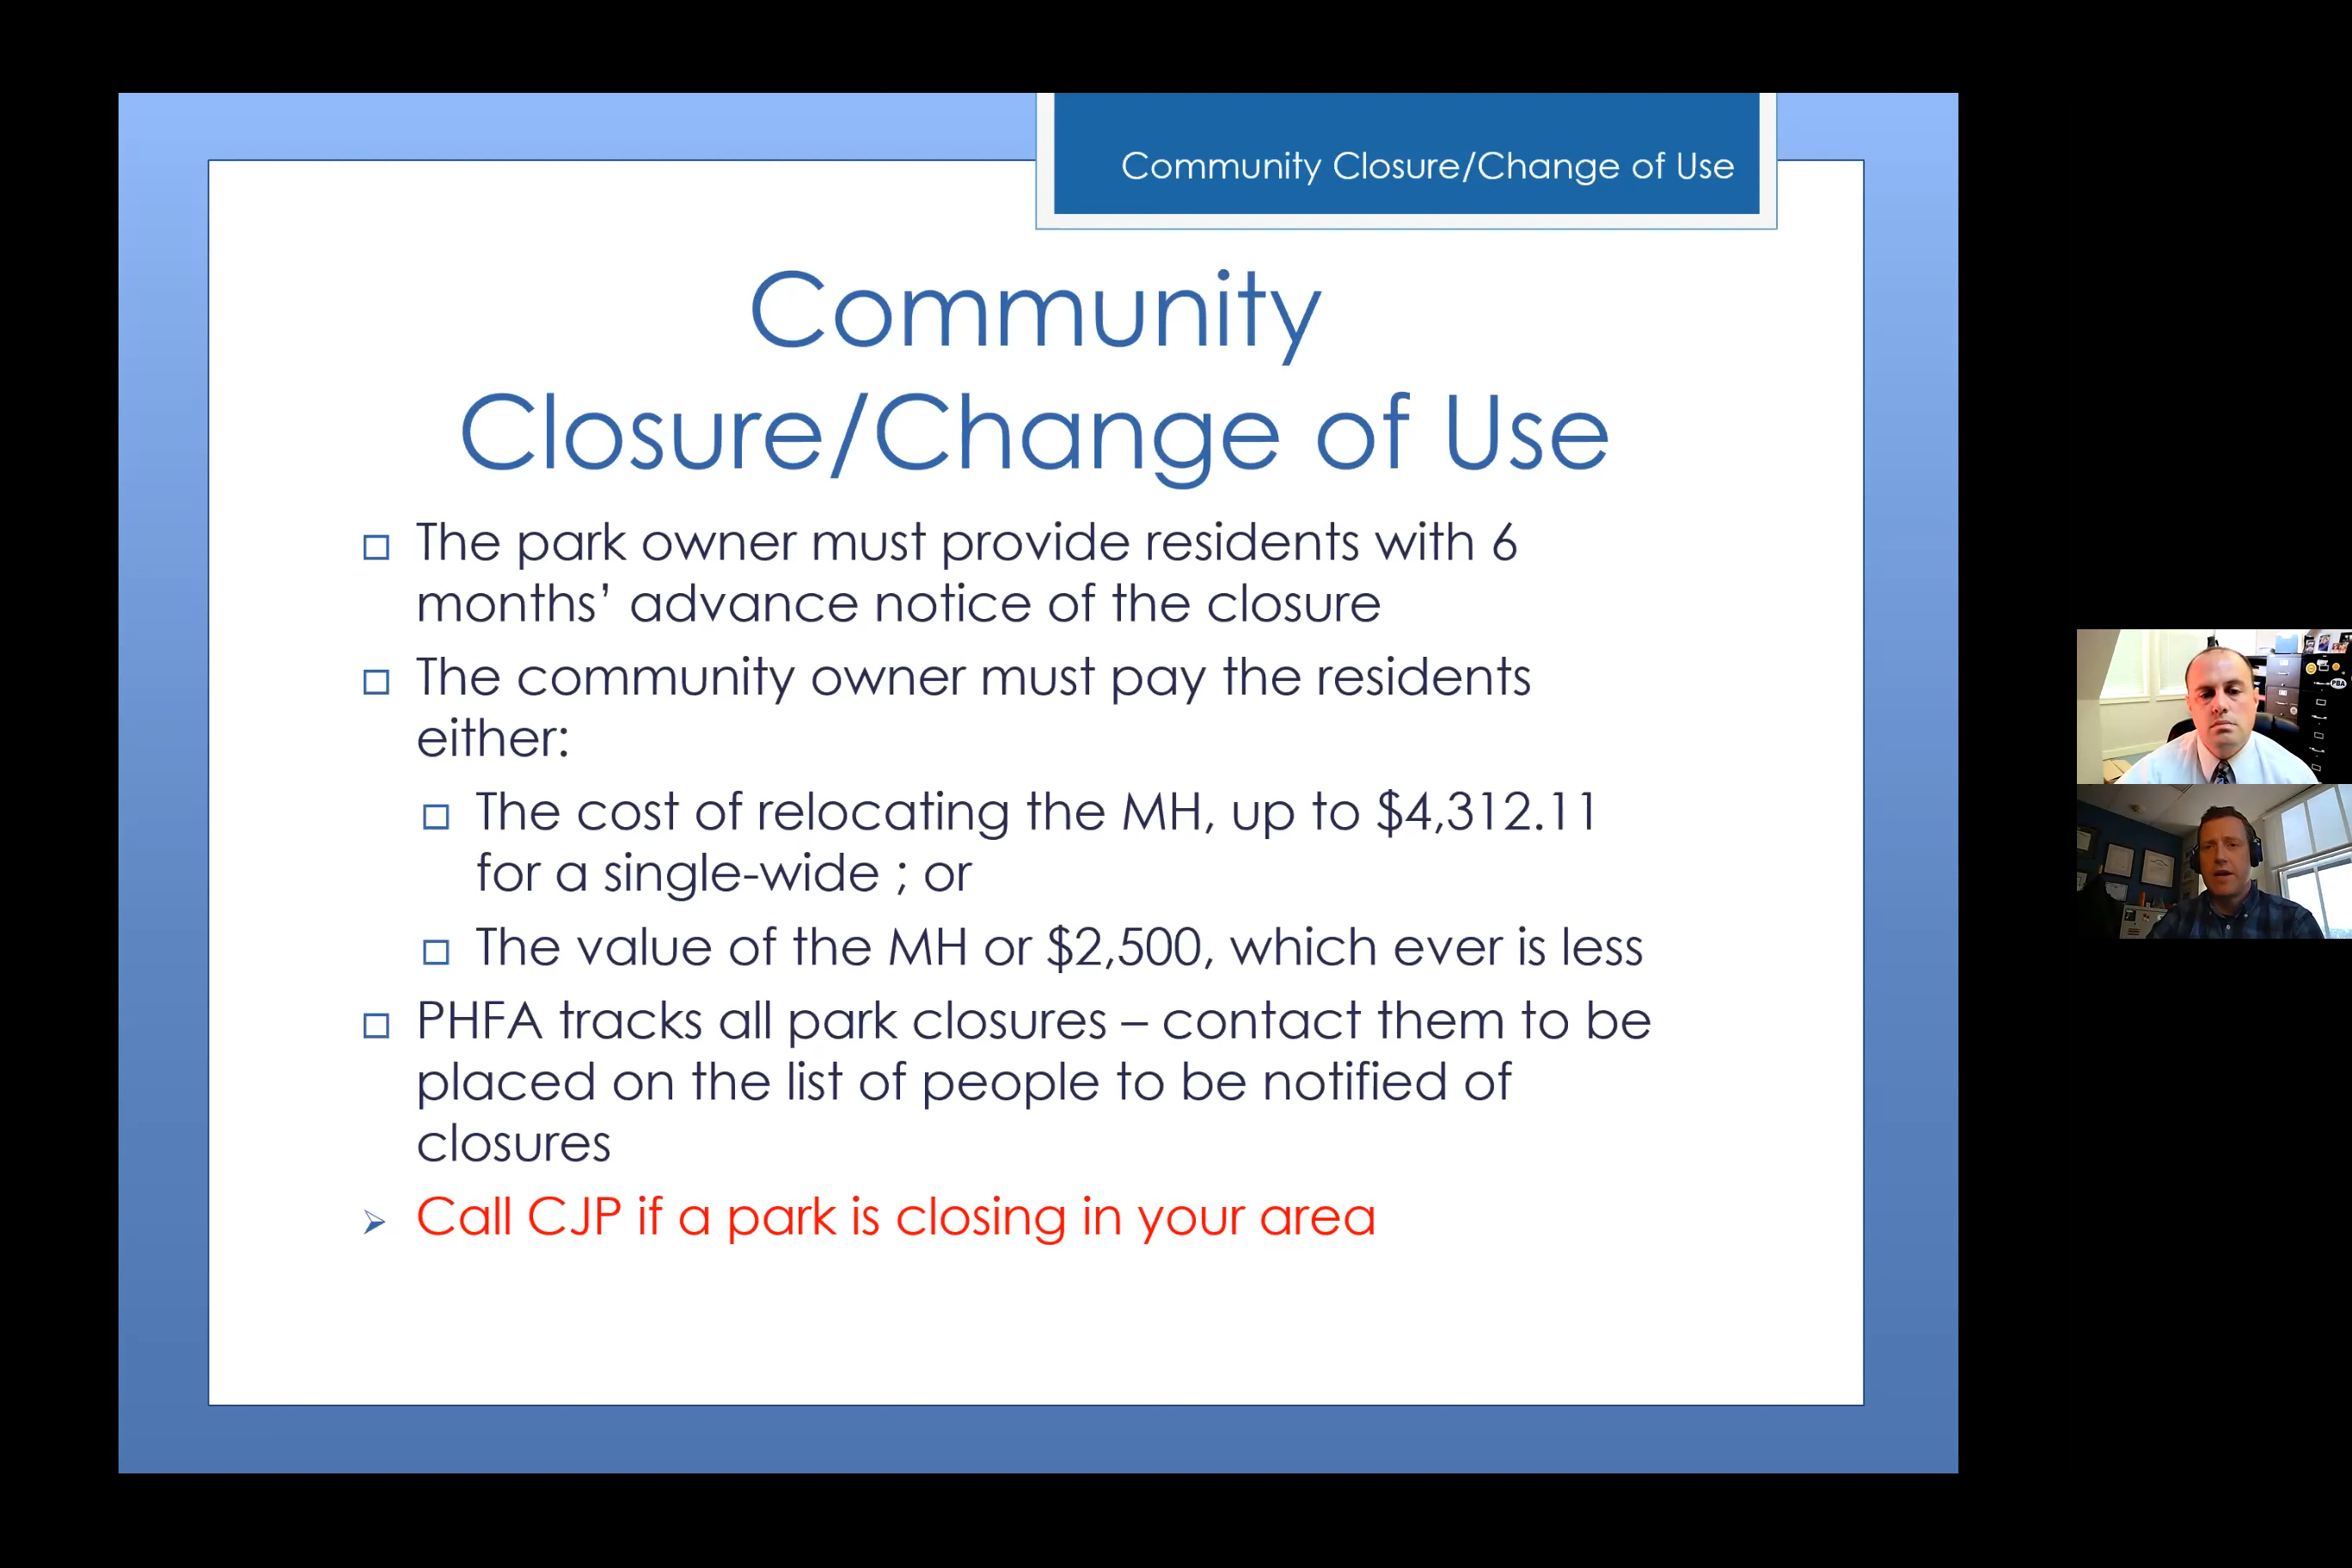 Community Closure/Change of Use
Community
Closure/Change of Use
The park owner must provide residents with 6
months’ advance notice of the closure
The community owner must pay the residents
either:
The cost of relocating the MH, up to $4,312.11
for a single-wide ; or
The value of the MH or $2,500, which ever is less
PHFA tracks all park closures – contact them to be
placed on the list of people to be notified of
closures
Call CJP if a park is closing in your area
PBA